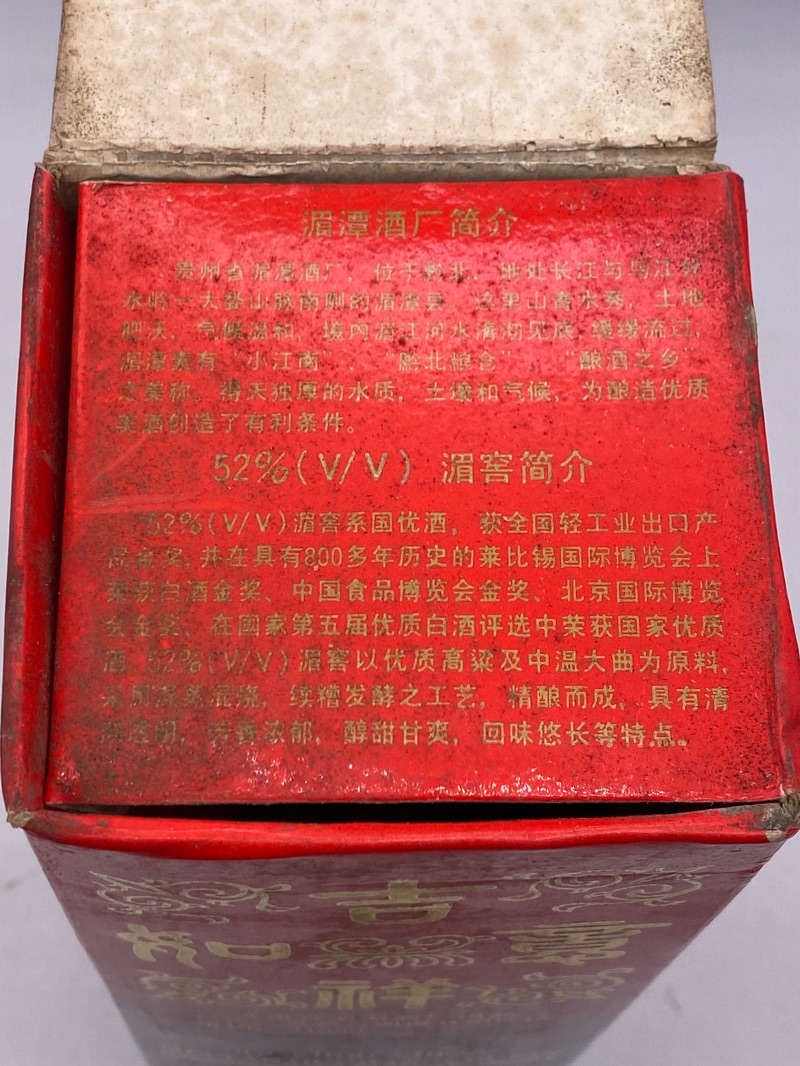 湄潭酒厂简介
贵州省湄潭酒厂，位于黔北，地处长江与乌江分
水岭一大娄山脉南侧的湄潭县，这里山青水秀，土地
肥沃，气候温和，境内湄江河水清彻见底，缓缓流过，
湄潭素有“小江南”、“黔北粮仓”，“酿酒之乡”
之美称，得天独厚的水质，土壤和气候，为酿造优质
美酒创造了有利条件。
52%(V/V) 湄窖简介
52%(V/V)湄窖系国优酒，获全国轻工业出口产
品金奖，并在具有800多年历史的莱比锡国际博览会上
荣获白酒金奖、中国食品博览会金奖、北京国际博览
会金奖，在国家第五届优质白酒评选中荣获国家优质
酒，52%(V/V)湄窖以优质高粱及中温大曲为原料，
混烧，续糟发酵之工艺，精酿而成，具有清
透明，芳香浓郁，醇甜甘爽，回味悠长等特点。
吉
如 意
祥